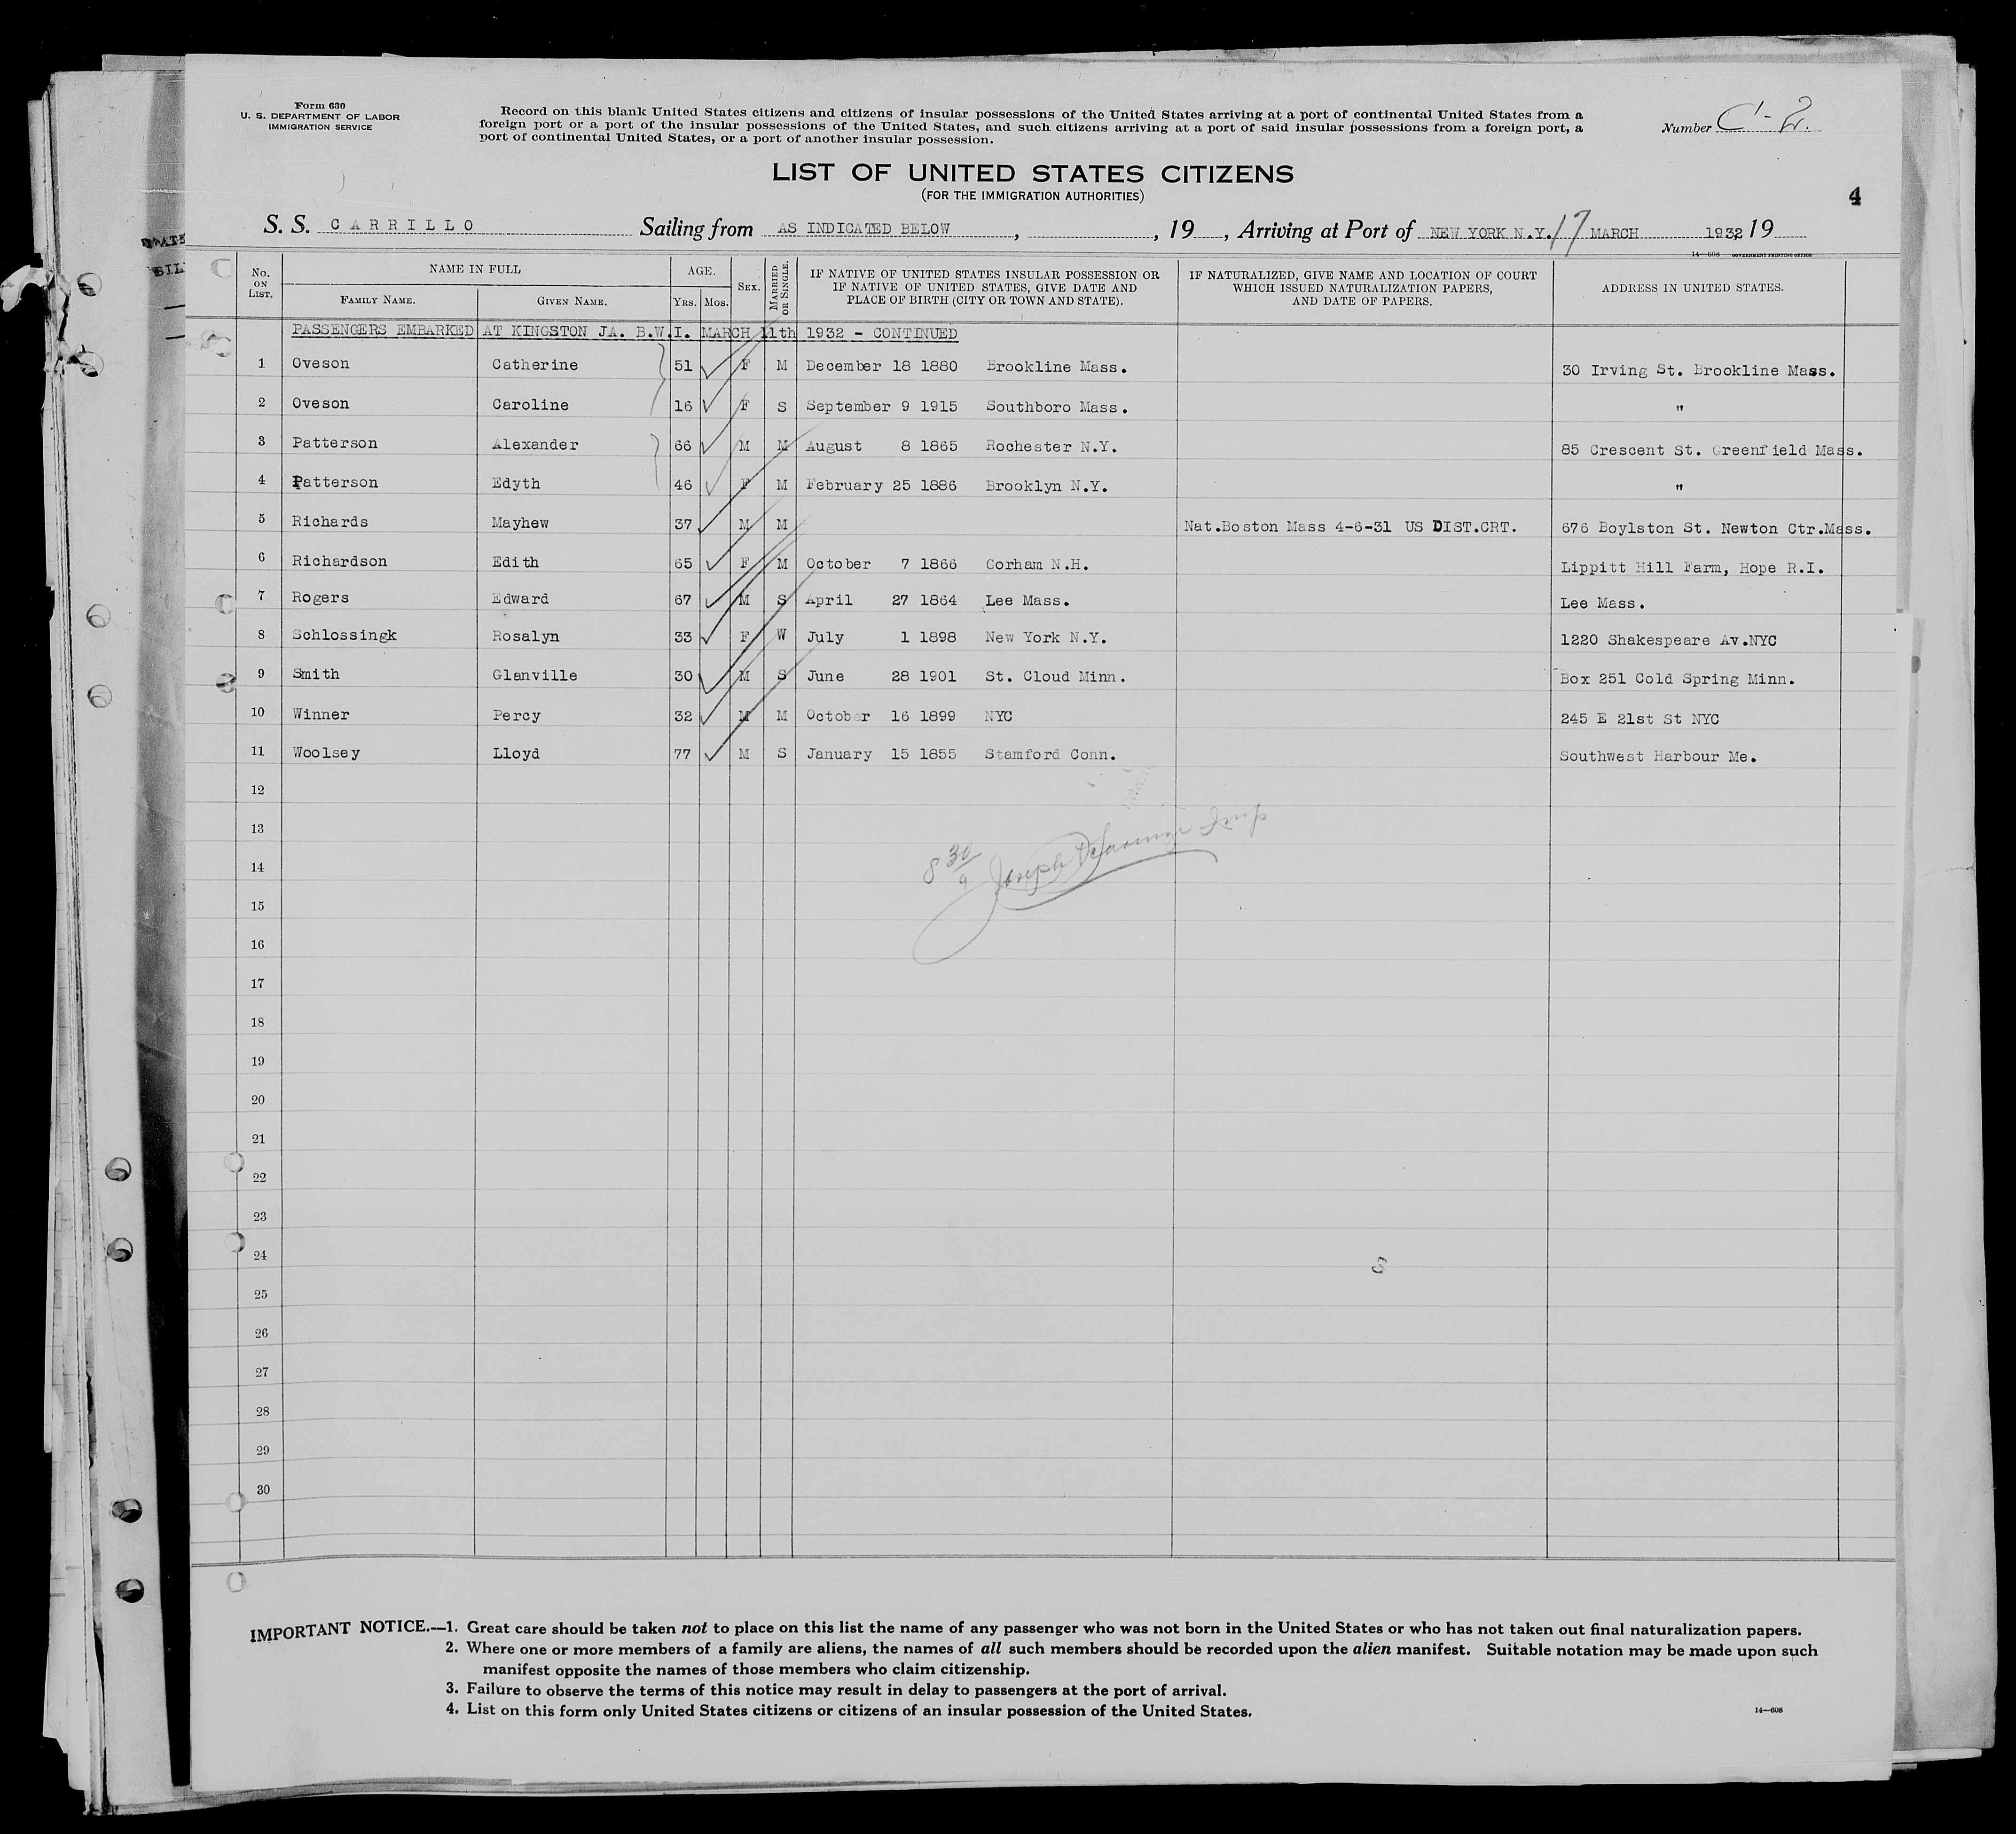 Form 630
U. S. DEPARTMENT OF LABOR
IMMIGRATION SERVICE
Record on this blank United States citizens and citizens of insular possessions of the United States arriving at a port of continental United States from a
foreign port or a port of the insular possessions of the United States, and such citizens arriving at a port of said insular possessions from a foreign port, a
port of continental United States, or a port of another insular possession.
Number C - 2.
LIST OF UNITED STATES CITIZENS
(FOR THE IMMIGRATION AUTHORITIES)
4
S. S. CARRILLO Sailing from AS INDICATED BELOW , , 19 , Arriving at Port of NEW YORK N.Y. 17 MARCH 1932 19
14—608 GOVERNMENT PRINTING OFFICE
No. ON LIST. NAME IN FULL FAMILY NAME. GIVEN NAME. AGE. YRS. MOS. SEX. MARRIED OR SINGLE. IF NATIVE OF UNITED STATES INSULAR POSSESSION OR IF NATIVE OF UNITED STATES, GIVE DATE AND PLACE OF BIRTH (CITY OR TOWN AND STATE). IF NATURALIZED, GIVE NAME AND LOCATION OF COURT WHICH ISSUED NATURALIZATION PAPERS, AND DATE OF PAPERS. ADDRESS IN UNITED STATES.
PASSENGERS EMBARKED AT KINGSTON JA. B.W.I. MARCH 11th 1932 - CONTINUED
1 Oveson Catherine 51 F M December 18 1880 Brookline Mass. 30 Irving St. Brookline Mass.
2 Oveson Caroline 16 F S September 9 1915 Southboro Mass. "
3 Patterson Alexander 66 M M August 8 1865 Rochester N.Y. 85 Crescent St. Greenfield Mass.
4 Patterson Edyth 46 F M February 25 1886 Brooklyn N.Y. "
5 Richards Mayhew 37 M M Nat.Boston Mass 4-6-31 US DIST.CRT. 676 Boylston St. Newton Ctr.Mass.
6 Richardson Edith 65 F M October 7 1866 Gorham N.H. Lippitt Hill Farm, Hope R.I.
7 Rogers Edward 67 M S April 27 1864 Lee Mass. Lee Mass.
8 Schlossingk Rosalyn 33 F W July 1 1898 New York N.Y. 1220 Shakespeare Av.NYC
9 Smith Glanville 30 M S June 28 1901 St. Cloud Minn. Box 251 Cold Spring Minn.
10 Winner Percy 32 M M October 16 1899 NYC 245 E 21st St NYC
11 Woolsey Lloyd 77 M S January 15 1855 Stamford Conn. Southwest Harbour Me.
12
13
14
8 30 Joseph
15
16
17
18
19
20
21
22
23
24
25
26
27
28
29
30
IMPORTANT NOTICE.—1. Great care should be taken not to place on this list the name of any passenger who was not born in the United States or who has not taken out final naturalization papers.
2. Where one or more members of a family are aliens, the names of all such members should be recorded upon the alien manifest. Suitable notation may be made upon such
manifest opposite the names of those members who claim citizenship.
3. Failure to observe the terms of this notice may result in delay to passengers at the port of arrival.
4. List on this form only United States citizens or citizens of an insular possession of the United States.
14—608